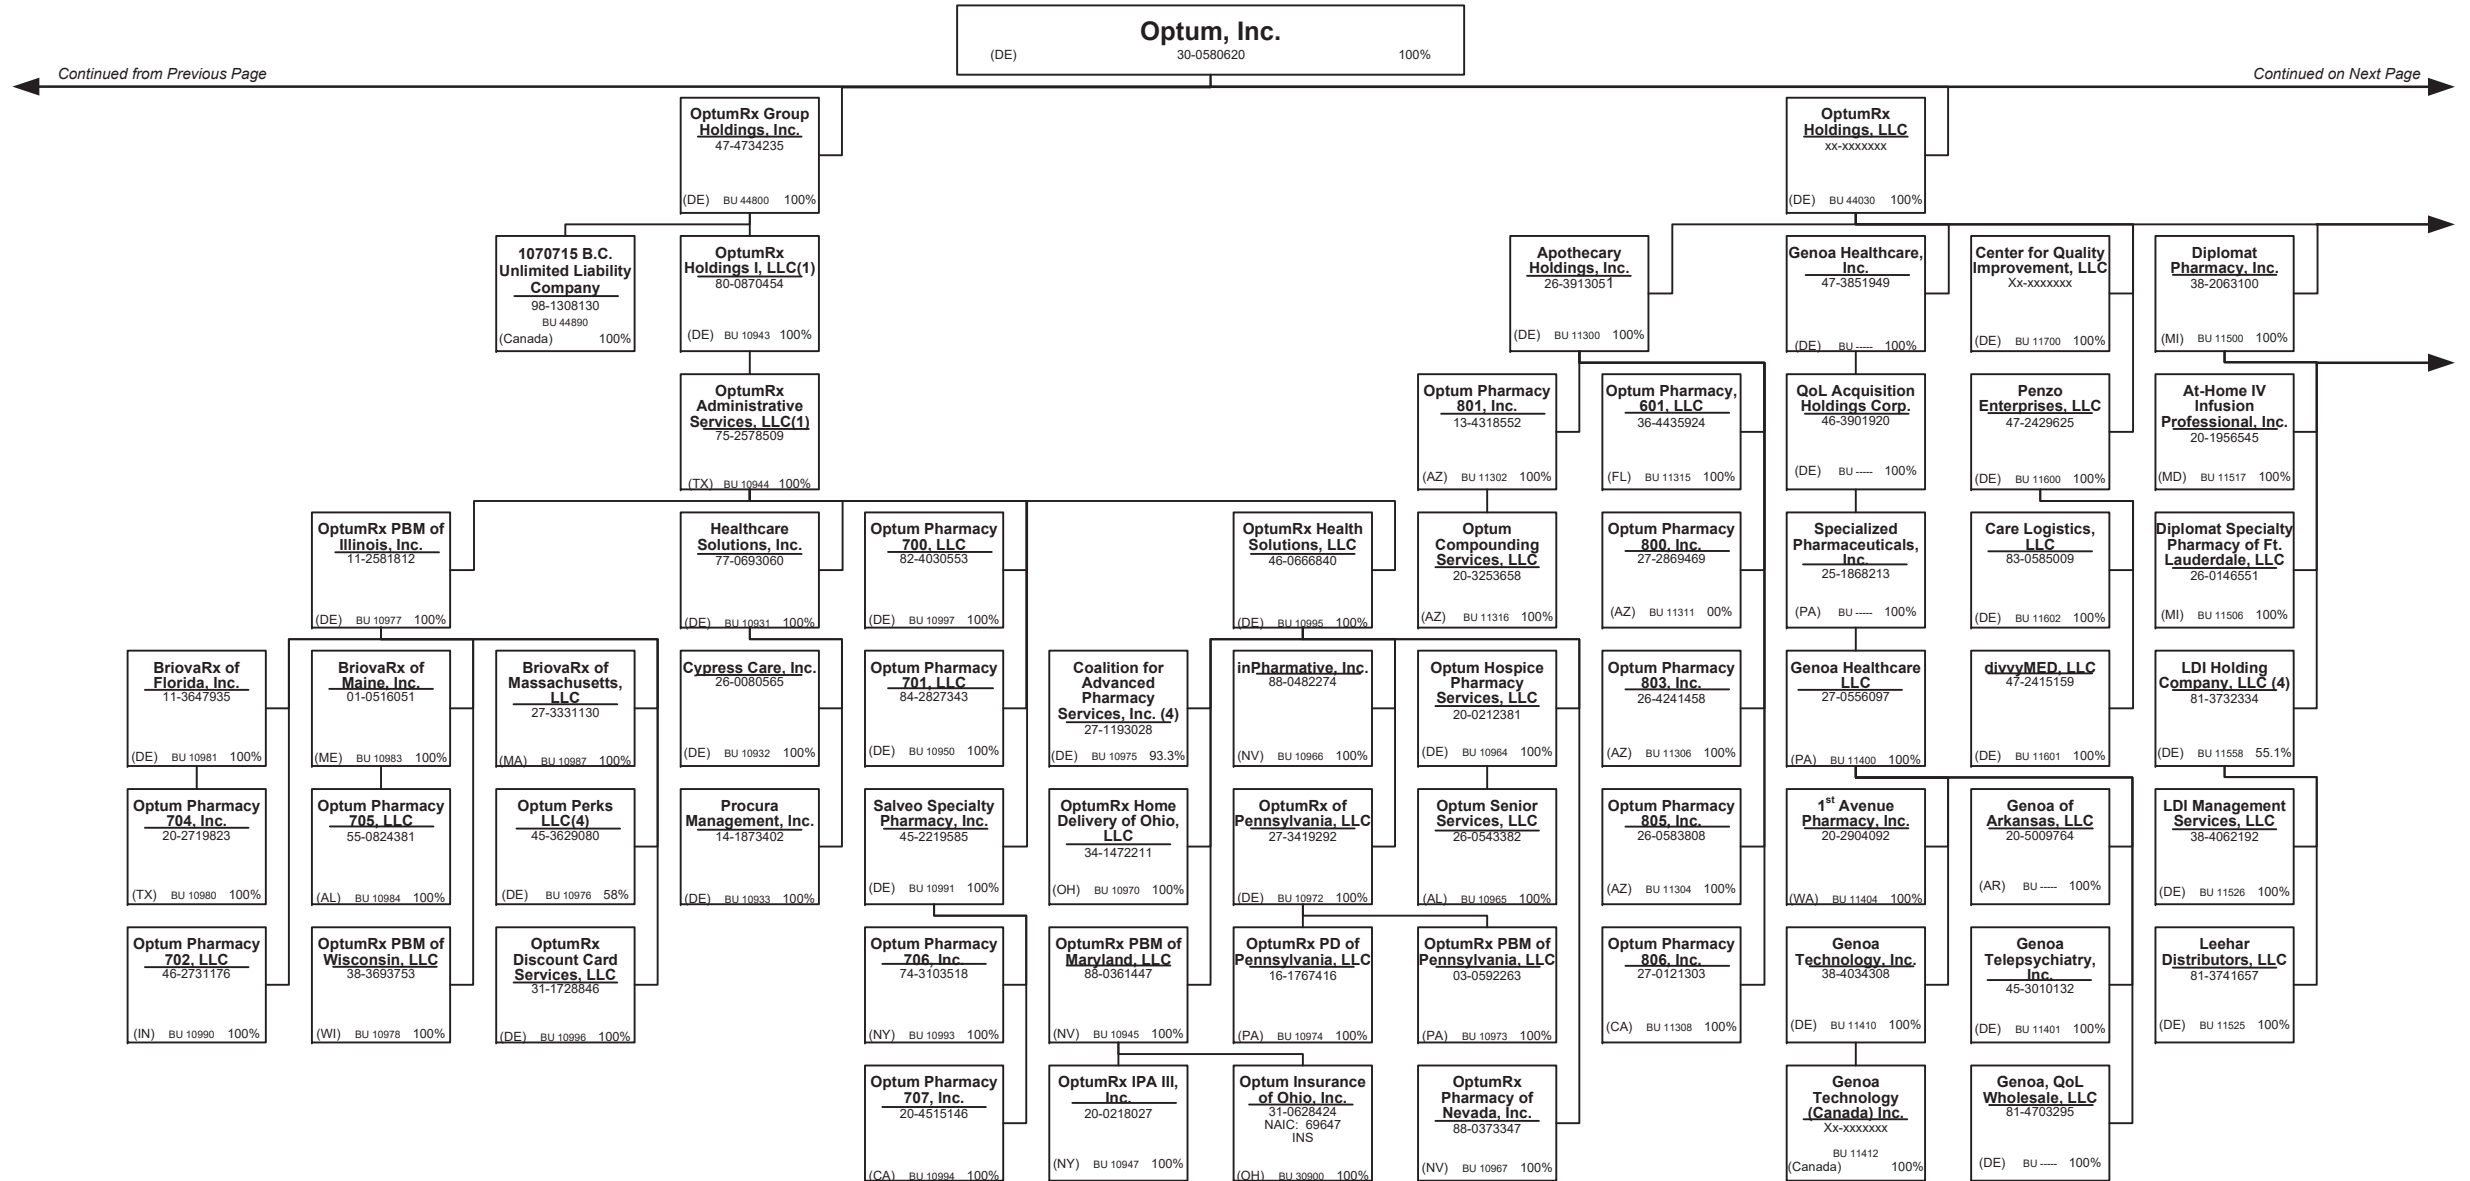 Optum, Inc.
(DE) 30-0580620 100%
Continued from Previous Page
Continued on Next Page
OptumRx Group
Holdings, Inc.
47-4734235
(DE) BU 44800 100%
OptumRx
Holdings, LLC
xx-xxxxxxx
(DE) BU 44030 100%
1070715 B.C.
Unlimited Liability
Company
98-1308130
BU 44890
(Canada) 100%
OptumRx
Holdings I, LLC(1)
80-0870454
(DE) BU 10943 100%
Apothecary
Holdings, Inc.
26-3913051
(DE) BU 11300 100%
Genoa Healthcare,
Inc.
47-3851949
(DE) BU ----- 100%
Center for Quality
Improvement, LLC
Xx-xxxxxxx
(DE) BU 11700 100%
Diplomat
Pharmacy, Inc.
38-2063100
(MI) BU 11500 100%
OptumRx
Administrative
Services, LLC(1)
75-2578509
(TX) BU 10944 100%
Optum Pharmacy
801, Inc.
13-4318552
(AZ) BU 11302 100%
Optum Pharmacy,
601, LLC
36-4435924
(FL) BU 11315 100%
QoL Acquisition
Holdings Corp.
46-3901920
(DE) BU ----- 100%
Penzo
Enterprises, LLC
47-2429625
(DE) BU 11600 100%
At-Home IV
Infusion
Professional, Inc.
20-1956545
(MD) BU 11517 100%
OptumRx PBM of
Illinois, Inc.
11-2581812
(DE) BU 10977 100%
Healthcare
Solutions, Inc.
77-0693060
(DE) BU 10931 100%
Optum Pharmacy
700, LLC
82-4030553
(DE) BU 10997 100%
OptumRx Health
Solutions, LLC
46-0666840
(DE) BU 10995 100%
Optum
Compounding
Services, LLC
20-3253658
(AZ) BU 11316 100%
Optum Pharmacy
800, Inc.
27-2869469
(AZ) BU 11311 00%
Specialized
Pharmaceuticals,
Inc.
25-1868213
(PA) BU ----- 100%
Care Logistics,
LLC
83-0585009
(DE) BU 11602 100%
Diplomat Specialty
Pharmacy of Ft.
Lauderdale, LLC
26-0146551
(MI) BU 11506 100%
BriovaRx of
Florida, Inc.
11-3647935
(DE) BU 10981 100%
BriovaRx of
Maine, Inc.
01-0516051
(ME) BU 10983 100%
BriovaRx of
Massachusetts,
LLC
27-3331130
(MA) BU 10987 100%
Cypress Care, Inc.
26-0080565
(DE) BU 10932 100%
Optum Pharmacy
701, LLC
84-2827343
(DE) BU 10950 100%
Coalition for
Advanced
Pharmacy
Services, Inc. (4)
27-1193028
(DE) BU 10975 93.3%
inPharmative, Inc.
88-0482274
(NV) BU 10966 100%
Optum Hospice
Pharmacy
Services, LLC
20-0212381
(DE) BU 10964 100%
Optum Pharmacy
803, Inc.
26-4241458
(AZ) BU 11306 100%
Genoa Healthcare
LLC
27-0556097
(PA) BU 11400 100%
divvyMED, LLC
47-2415159
(DE) BU 11601 100%
LDI Holding
Company, LLC (4)
81-3732334
(DE) BU 11558 55.1%
Optum Pharmacy
704, Inc.
20-2719823
(TX) BU 10980 100%
Optum Pharmacy
705, LLC
55-0824381
(AL) BU 10984 100%
Optum Perks
LLC(4)
45-3629080
(DE) BU 10976 58%
Procura
Management, Inc.
14-1873402
(DE) BU 10933 100%
Salveo Specialty
Pharmacy, Inc.
45-2219585
(DE) BU 10991 100%
OptumRx Home
Delivery of Ohio,
LLC
34-1472211
(OH) BU 10970 100%
OptumRx of
Pennsylvania, LLC
27-3419292
(DE) BU 10972 100%
Optum Senior
Services, LLC
26-0543382
(AL) BU 10965 100%
Optum Pharmacy
805, Inc.
26-0583808
(AZ) BU 11304 100%
1st Avenue
Pharmacy, Inc.
20-2904092
(WA) BU 11404 100%
Genoa of
Arkansas, LLC
20-5009764
(AR) BU ----- 100%
LDI Management
Services, LLC
38-4062192
(DE) BU 11526 100%
Optum Pharmacy
702, LLC
46-2731176
(IN) BU 10990 100%
OptumRx PBM of
Wisconsin, LLC
38-3693753
(WI) BU 10978 100%
OptumRx
Discount Card
Services, LLC
31-1728846
(DE) BU 10996 100%
Optum Pharmacy
706, Inc.
74-3103518
(NY) BU 10993 100%
OptumRx PBM of
Maryland, LLC
88-0361447
(NV) BU 10945 100%
OptumRx PD of
Pennsylvania, LLC
16-1767416
(PA) BU 10974 100%
OptumRx PBM of
Pennsylvania, LLC
03-0592263
(PA) BU 10973 100%
Optum Pharmacy
806, Inc.
27-0121303
(CA) BU 11308 100%
Genoa
Technology, Inc.
38-4034308
(DE) BU 11410 100%
Genoa
Telepsychiatry,
Inc.
45-3010132
(DE) BU 11401 100%
Leehar
Distributors, LLC
81-3741657
(DE) BU 11525 100%
Optum Pharmacy
707, Inc.
20-4515146
(CA) BU 10994 100%
OptumRx IPA III,
Inc.
20-0218027
(NY) BU 10947 100%
Optum Insurance
of Ohio, Inc.
31-0628424
NAIC: 69647
INS
(OH) BU 30900 100%
OptumRx
Pharmacy of
Nevada, Inc.
88-0373347
(NV) BU 10967 100%
Genoa
Technology
(Canada) Inc.
Xx-xxxxxxx
BU 11412
(Canada) 100%
Genoa, QoL
Wholesale, LLC
81-4703295
(DE) BU ----- 100%